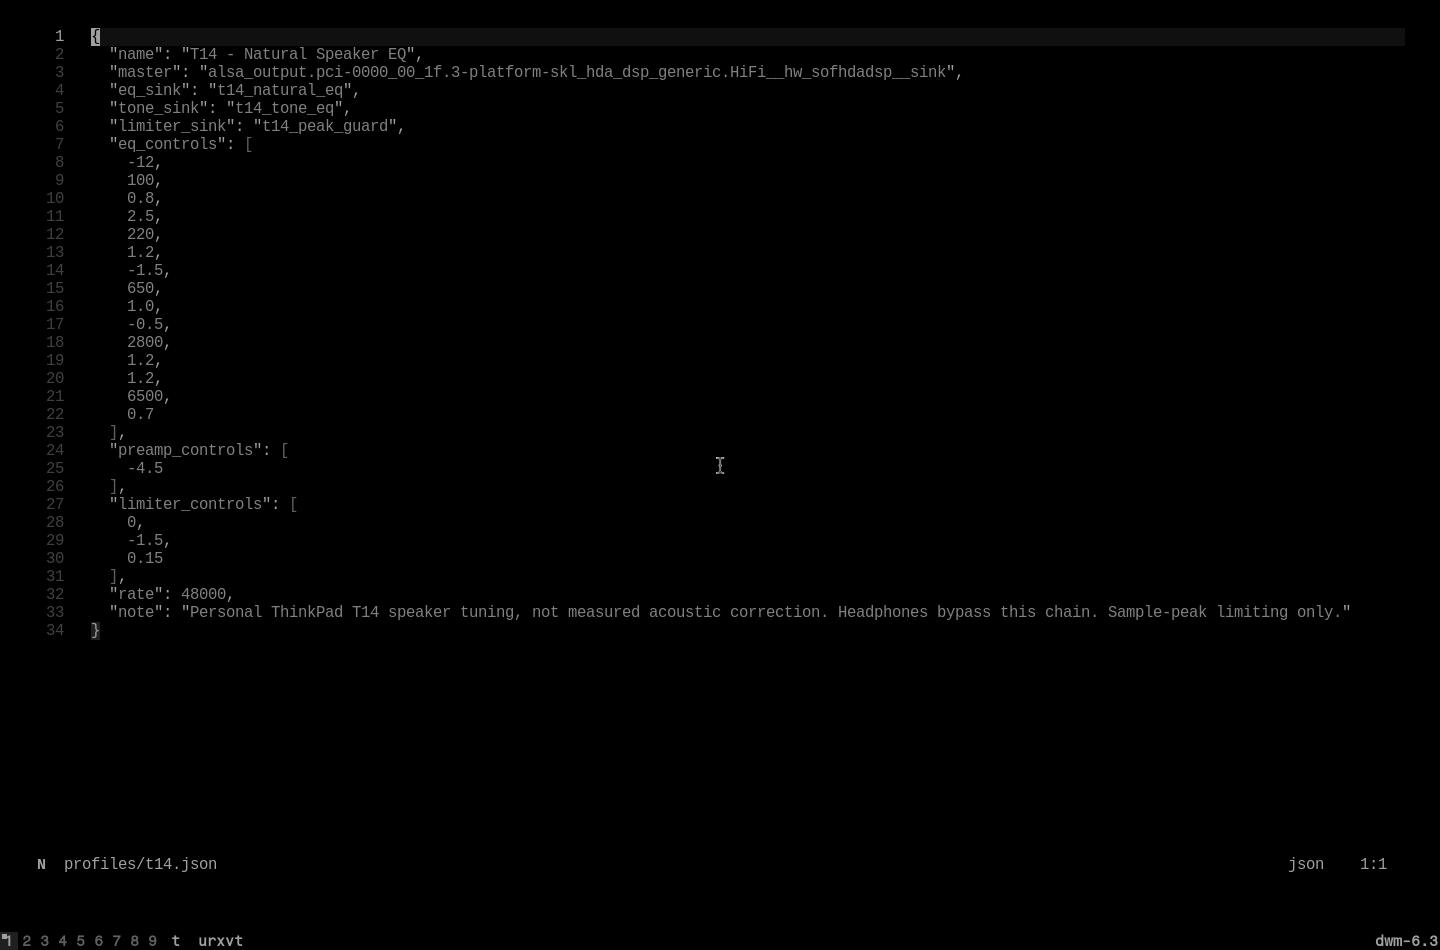 1 {
2   "name": "T14 - Natural Speaker EQ",
3   "master": "alsa_output.pci-0000_00_1f.3-platform-skl_hda_dsp_generic.HiFi__hw_sofhdadsp__sink",
4   "eq_sink": "t14_natural_eq",
5   "tone_sink": "t14_tone_eq",
6   "limiter_sink": "t14_peak_guard",
7   "eq_controls": [
8     -12,
9     100,
10     0.8,
11     2.5,
12     220,
13     1.2,
14     -1.5,
15     650,
16     1.0,
17     -0.5,
18     2800,
19     1.2,
20     1.2,
21     6500,
22     0.7
23   ],
24   "preamp_controls": [
25     -4.5
26   ],
27   "limiter_controls": [
28     0,
29     -1.5,
30     0.15
31   ],
32   "rate": 48000,
33   "note": "Personal ThinkPad T14 speaker tuning, not measured acoustic correction. Headphones bypass this chain. Sample-peak limiting only."
34 }
N profiles/t14.json json 1:1
1 2 3 4 5 6 7 8 9 t urxvt dwm-6.3